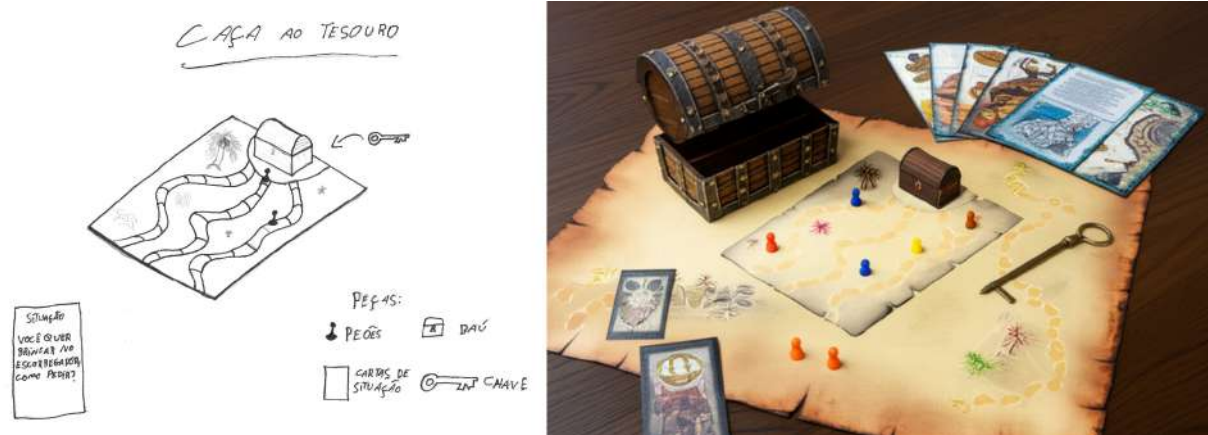 CAÇA AO TESOURO
SITUAÇÃO
VOCÊ QUER
BRINCAR NO
ESCORREGADOR,
COMO PEDIR?
PEÇAS:
PEÕES
BAÚ
CARTAS DE
SITUAÇÃO
CHAVE